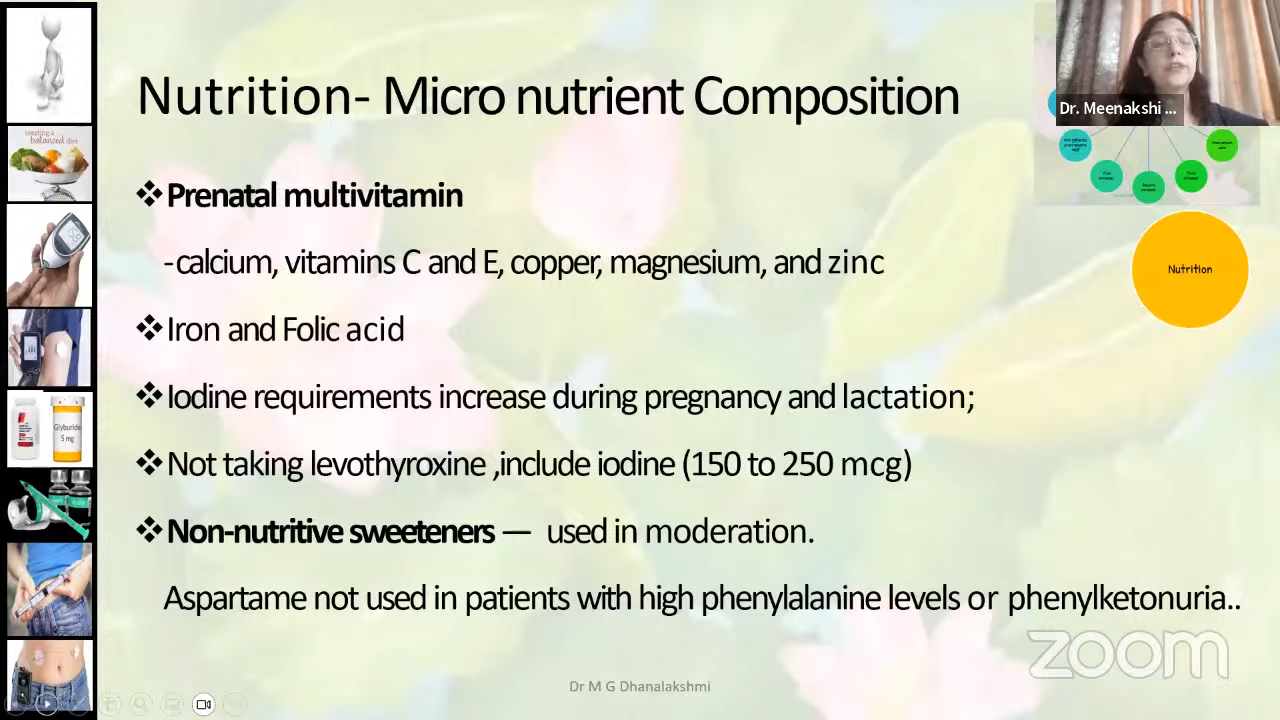 Nutrition- Micro nutrient Composition
❖Prenatal multivitamin
-calcium, vitamins C and E, copper, magnesium, and zinc
❖Iron and Folic acid
❖Iodine requirements increase during pregnancy and lactation;
❖Not taking levothyroxine ,include iodine (150 to 250 mcg)
❖Non-nutritive sweeteners — used in moderation.
Aspartame not used in patients with high phenylalanine levels or phenylketonuria..
Dr M G Dhanalakshmi
Dr. Meenakshi ...
Nutrition
zoom
creating a
balanced diet
Glyburide
5 mg